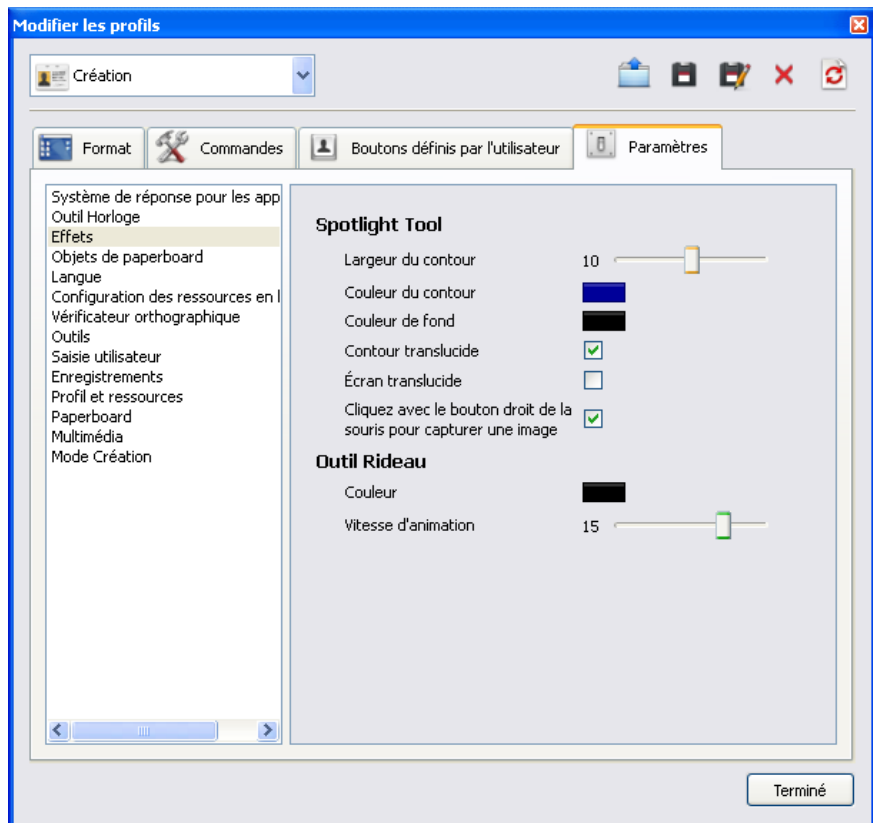 Modifier les profils
Création
Format
Commandes
Boutons définis par l'utilisateur
Paramètres
Système de réponse pour les app
Outil Horloge
Effets
Objets de paperboard
Langue
Configuration des ressources en l
Vérificateur orthographique
Outils
Saisie utilisateur
Enregistrements
Profil et ressources
Paperboard
Multimédia
Mode Création
Spotlight Tool
Largeur du contour 10
Couleur du contour
Couleur de fond
Contour translucide
Écran translucide
Cliquez avec le bouton droit de la
souris pour capturer une image
Outil Rideau
Couleur
Vitesse d'animation 15
Terminé